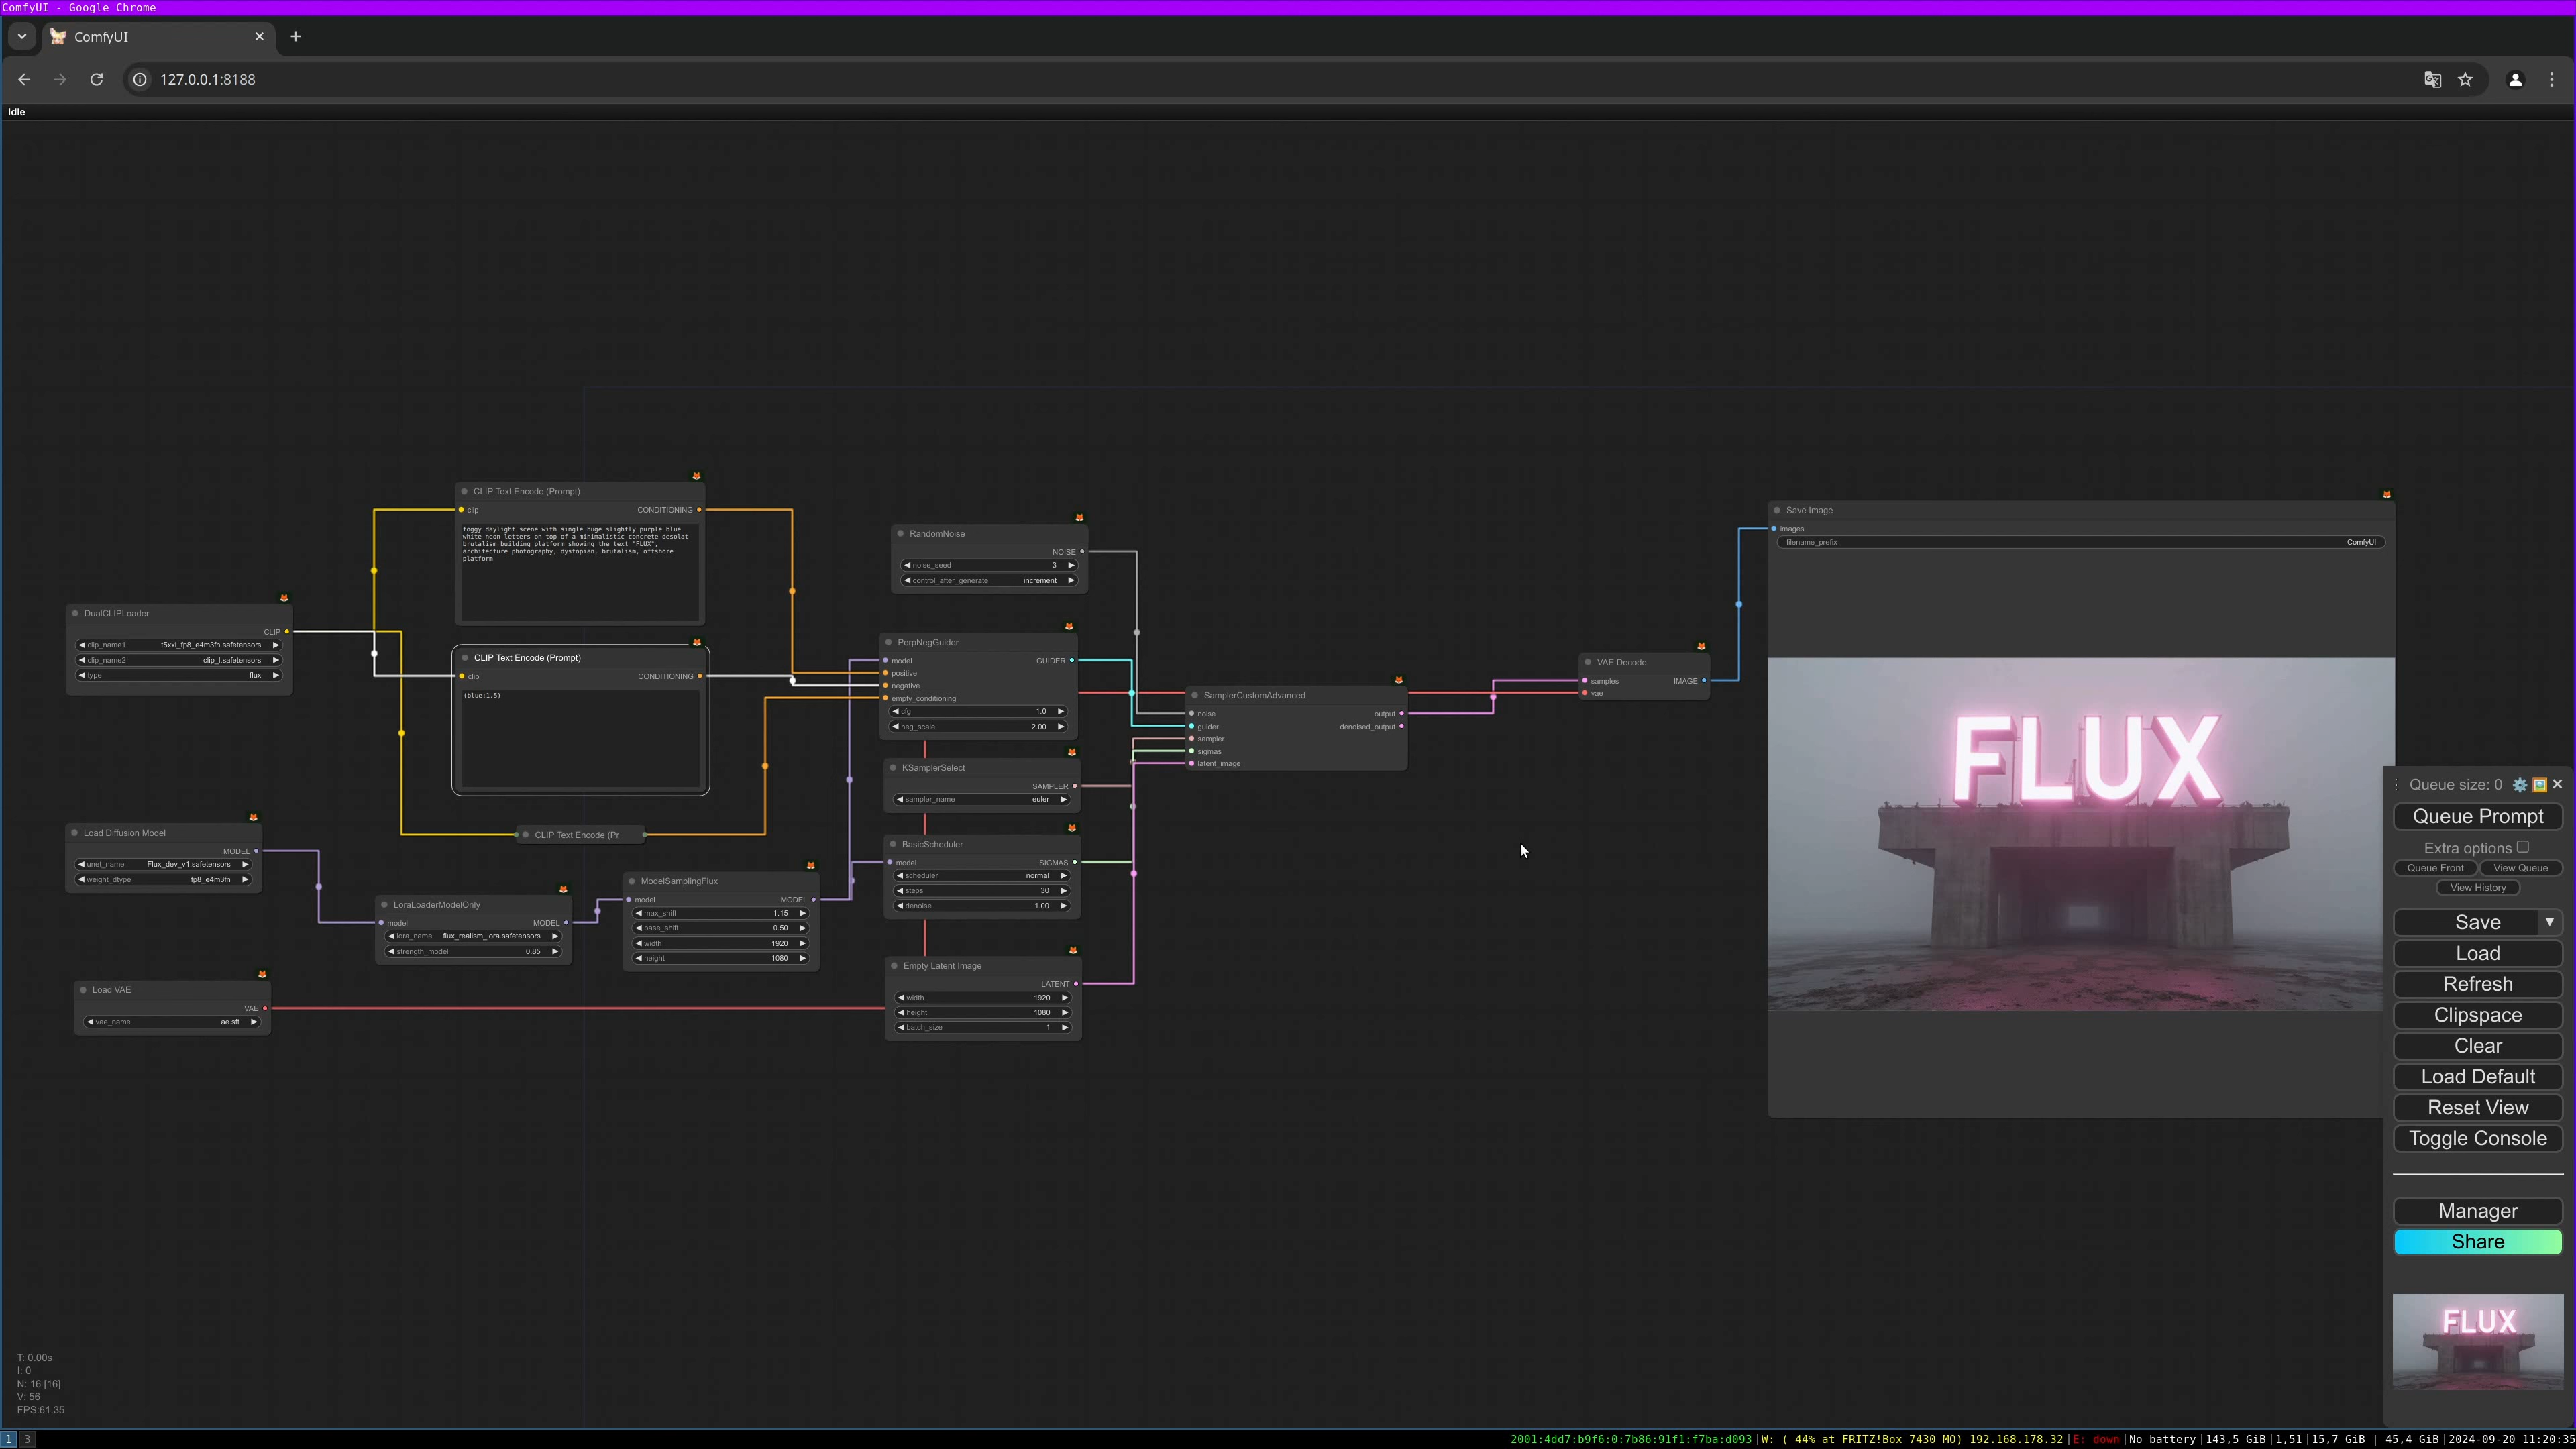 ComfyUI - Google Chrome
ComfyUI
127.0.0.1:8188
Idle
CLIP Text Encode (Prompt)
clip CONDITIONING
foggy daylight scene with single huge slightly purple blue
white neon letters on top of a minimalistic concrete desolat
brutalism building platform showing the text "FLUX",
architecture photography, dystopian, brutalism, offshore
platform
CLIP Text Encode (Prompt)
clip CONDITIONING
(blue:1.5)
CLIP Text Encode (Pr
DualCLIPLoader
CLIP
clip_name1 t5xxl_fp8_e4m3fn.safetensors
clip_name2 clip_l.safetensors
type flux
Load Diffusion Model
MODEL
unet_name Flux_dev_v1.safetensors
weight_dtype fp8_e4m3fn
LoraLoaderModelOnly
model MODEL
lora_name flux_realism_lora.safetensors
strength_model 0.85
ModelSamplingFlux
model MODEL
max_shift 1.15
base_shift 0.50
width 1920
height 1080
Load VAE
VAE
vae_name ae.sft
RandomNoise
NOISE
noise_seed 3
control_after_generate increment
PerpNegGuider
model GUIDER
positive
negative
empty_conditioning
cfg 1.0
neg_scale 2.00
KSamplerSelect
SAMPLER
sampler_name euler
BasicScheduler
model SIGMAS
scheduler normal
steps 30
denoise 1.00
Empty Latent Image
LATENT
width 1920
height 1080
batch_size 1
SamplerCustomAdvanced
noise output
guider denoised_output
sampler
sigmas
latent_image
VAE Decode
samples IMAGE
vae
Save Image
images
filename_prefix ComfyUI
FLUX
Queue size: 0
Queue Prompt
Extra options
Queue Front View Queue
View History
Save
Load
Refresh
Clipspace
Clear
Load Default
Reset View
Toggle Console
Manager
Share
FLUX
T: 0.00s
I: 0
N: 16 [16]
V: 56
FPS:61.35
1 3
2001:4dd7:b9f6:0:7b86:91f1:f7ba:d093|W: ( 44% at FRITZ!Box 7430 MO) 192.168.178.32|E: down|No battery|143,5 GiB|1,51|15,7 GiB | 45,4 GiB|2024-09-20 11:20:35